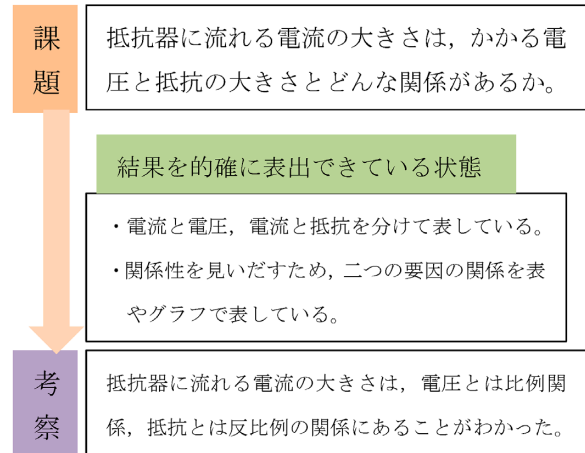 課題
抵抗器に流れる電流の大きさは，かかる電
圧と抵抗の大きさとどんな関係があるか。
結果を的確に表出できている状態
・電流と電圧，電流と抵抗を分けて表している。
・関係性を見いだすため，二つの要因の関係を表
やグラフで表している。
考察
抵抗器に流れる電流の大きさは，電圧とは比例関
係，抵抗とは反比例の関係にあることがわかった。